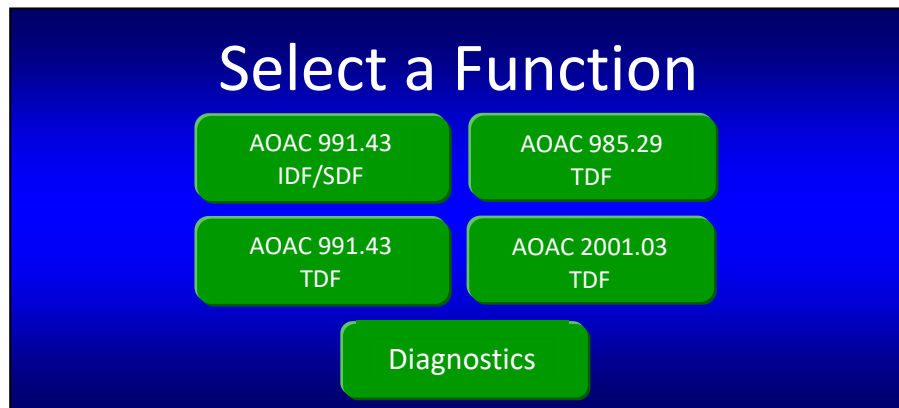 Select a Function
AOAC 991.43
IDF/SDF
AOAC 985.29
TDF
AOAC 991.43
TDF
AOAC 2001.03
TDF
Diagnostics